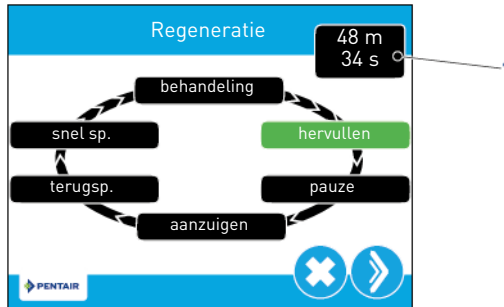 Regeneratie
48 m
34 s
behandeling
snel sp.
hervullen
terugsp.
pauze
aanzuigen
PENTAIR